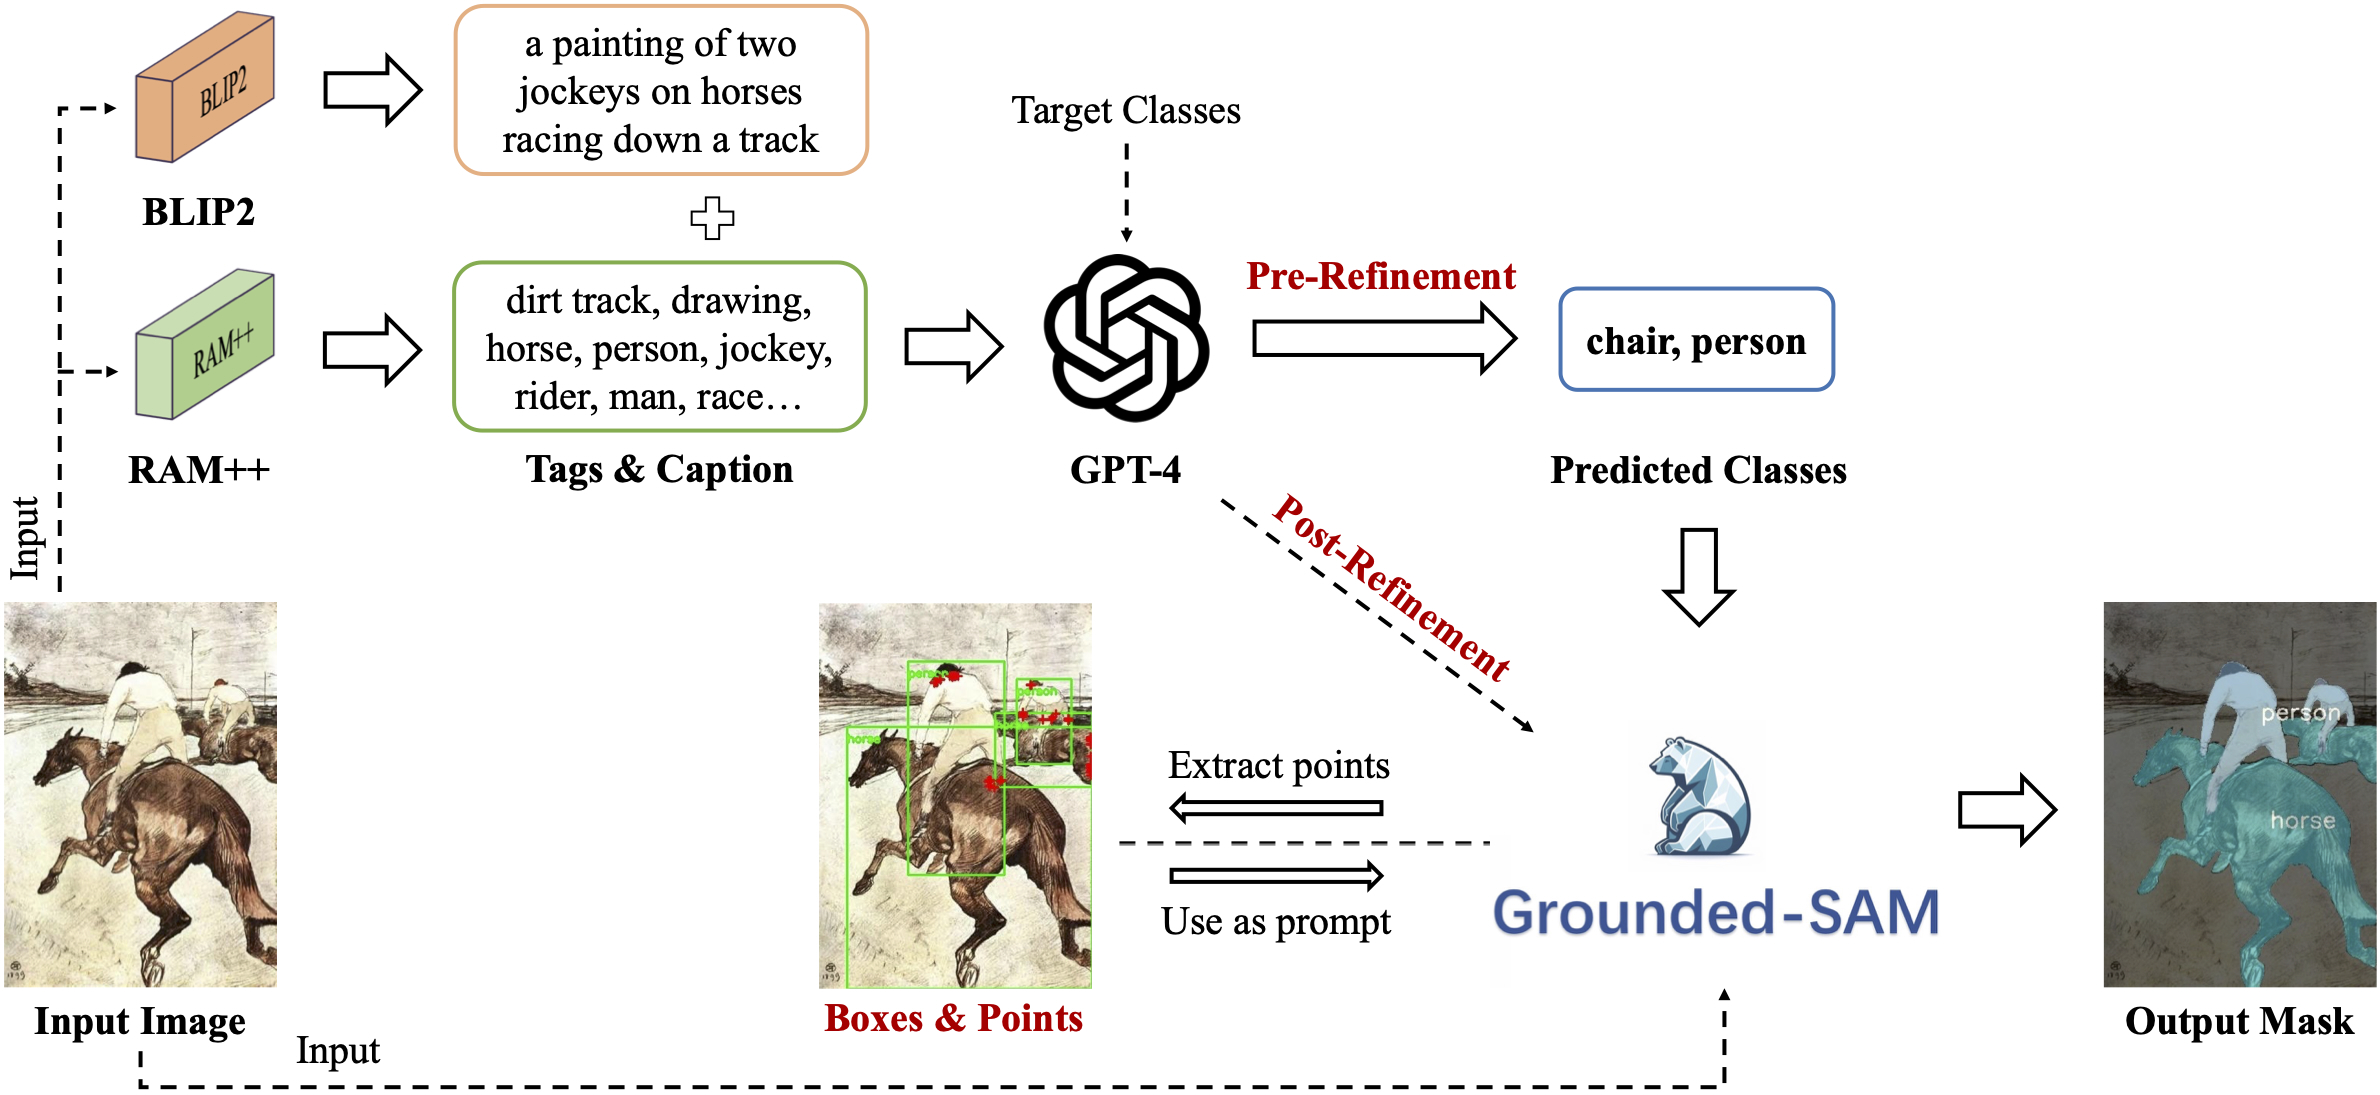 BLIP2
a painting of two
jockeys on horses
racing down a track
BLIP2
Target Classes
RAM++
dirt track, drawing,
horse, person, jockey,
rider, man, race…
RAM++
Tags & Caption
GPT-4
Pre-Refinement
chair, person
Predicted Classes
Post-Refinement
Input
person
person
horse
Extract points
Use as prompt
Grounded-SAM
person
horse
Input Image
Boxes & Points
Output Mask
Input